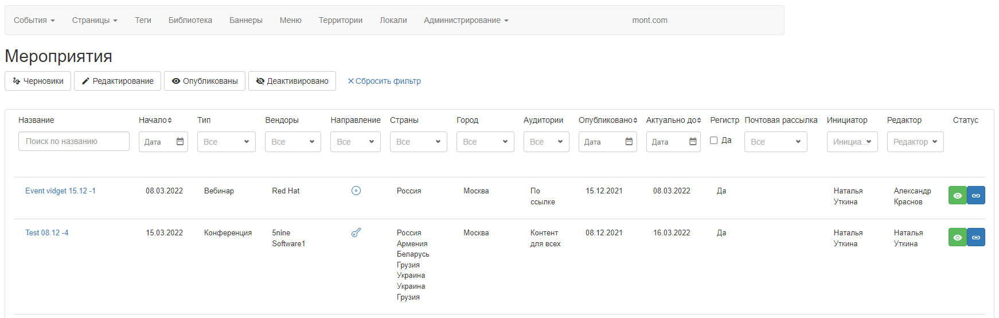 События Страницы Теги Библиотека Баннеры Меню Территории Локали Администрирование mont.com
Мероприятия
Черновики Редактирование Опубликованы Деактивировано Сбросить фильтр
Название Начало Тип Вендоры Направление Страны Город Аудитории Опубликовано Актуально до Регистр Почтовая рассылка Инициатор Редактор Статус
Поиск по названию Дата Все Все Все Все Все Все Дата Дата Да Все Инициа... Редактор
Event vidget 15.12 -1 08.03.2022 Вебинар Red Hat Россия Москва По 15.12.2021 08.03.2022 Да Наталья Александр
ссылке Уткина Краснов
Test 08.12 -4 15.03.2022 Конференция 5nine Россия Москва Контент 08.12.2021 16.03.2022 Да Наталья Наталья
Software1 Армения для всех Уткина Уткина
Беларусь
Грузия
Украина
Украина
Грузия